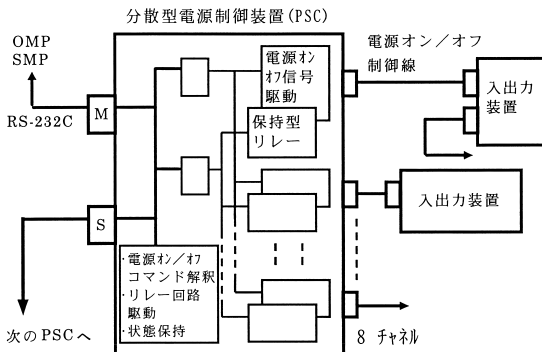 分散型電源制御装置(PSC)
OMP
SMP
RS-232C
M
S
次のPSCへ
電源オン
オフ信号
駆動
保持型
リレー
・電源オン/オフ
コマンド解釈
・リレー回路
駆動
・状態保持
電源オン/オフ
制御線
入出力
装置
入出力装置
8 チャネル